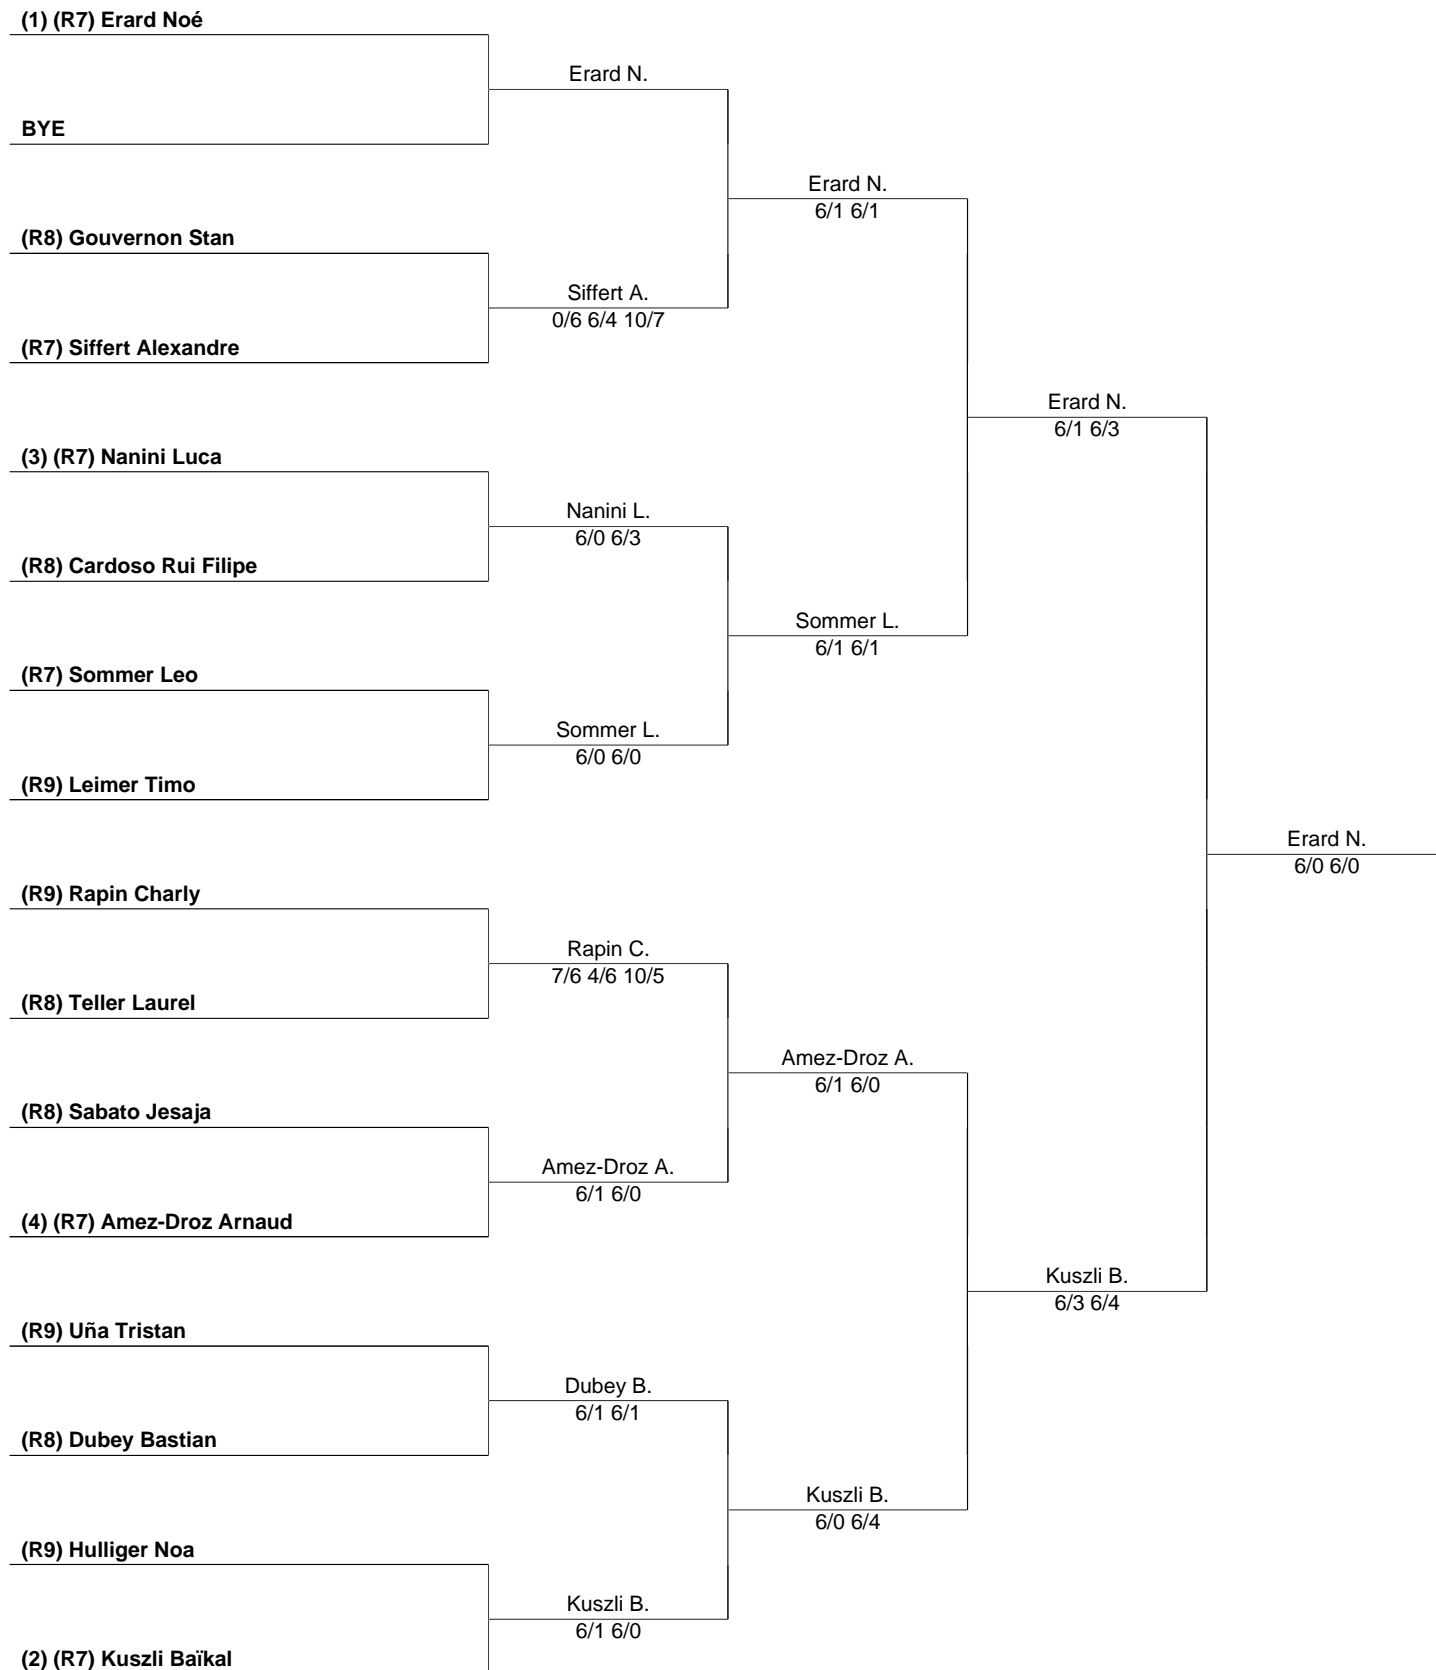 (1) (R7) Erard Noé
Erard N.
BYE
Erard N.
6/1 6/1
(R8) Gouvernon Stan
Siffert A.
0/6 6/4 10/7
(R7) Siffert Alexandre
Erard N.
6/1 6/3
(3) (R7) Nanini Luca
Nanini L.
6/0 6/3
(R8) Cardoso Rui Filipe
Sommer L.
6/1 6/1
(R7) Sommer Leo
Sommer L.
6/0 6/0
(R9) Leimer Timo
Erard N.
6/0 6/0
(R9) Rapin Charly
Rapin C.
7/6 4/6 10/5
(R8) Teller Laurel
Amez-Droz A.
6/1 6/0
(R8) Sabato Jesaja
Amez-Droz A.
6/1 6/0
(4) (R7) Amez-Droz Arnaud
Kuszli B.
6/3 6/4
(R9) Uña Tristan
Dubey B.
6/1 6/1
(R8) Dubey Bastian
Kuszli B.
6/0 6/4
(R9) Hulliger Noa
Kuszli B.
6/1 6/0
(2) (R7) Kuszli Baïkal